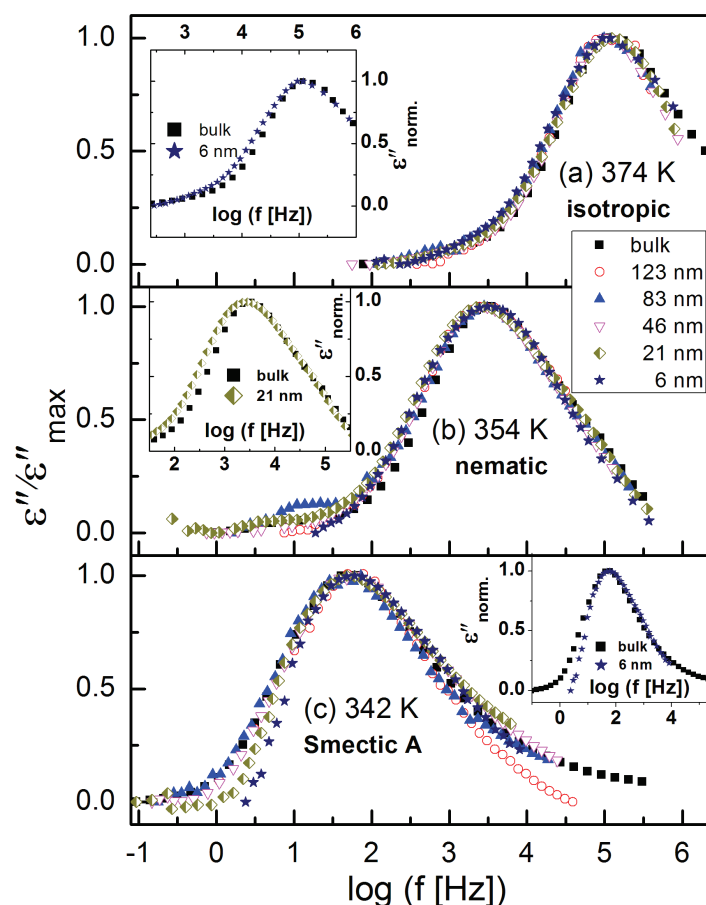 3 4 5 6
1.0
0.5
0.0
ε″norm.
bulk
6 nm
log (f [Hz])
1.0
0.5
0.0
(a) 374 K
isotropic
bulk
123 nm
83 nm
46 nm
21 nm
6 nm
1.0
0.5
0.0
ε″norm.
bulk
21 nm
log (f [Hz])
2 3 4 5
1.0
0.5
0.0
(b) 354 K
nematic
ε″/ε″max
1.0
0.5
0.0
ε″norm.
1.0
0.5
0.0
bulk
6 nm
log (f [Hz])
0 2 4
(c) 342 K
Smectic A
-1 0 1 2 3 4 5 6
log (f [Hz])